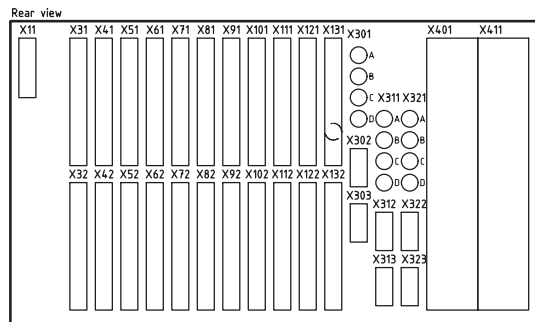 Rear view
X11 X31 X41 X51 X61 X71 X81 X91 X101 X111 X121 X131 X301 X401 X411
A
B
C X311 X321
D A A
B B
X302
C C
X32 X42 X52 X62 X72 X82 X92 X102 X112 X122 X132 D D
X303 X312 X322
X313 X323